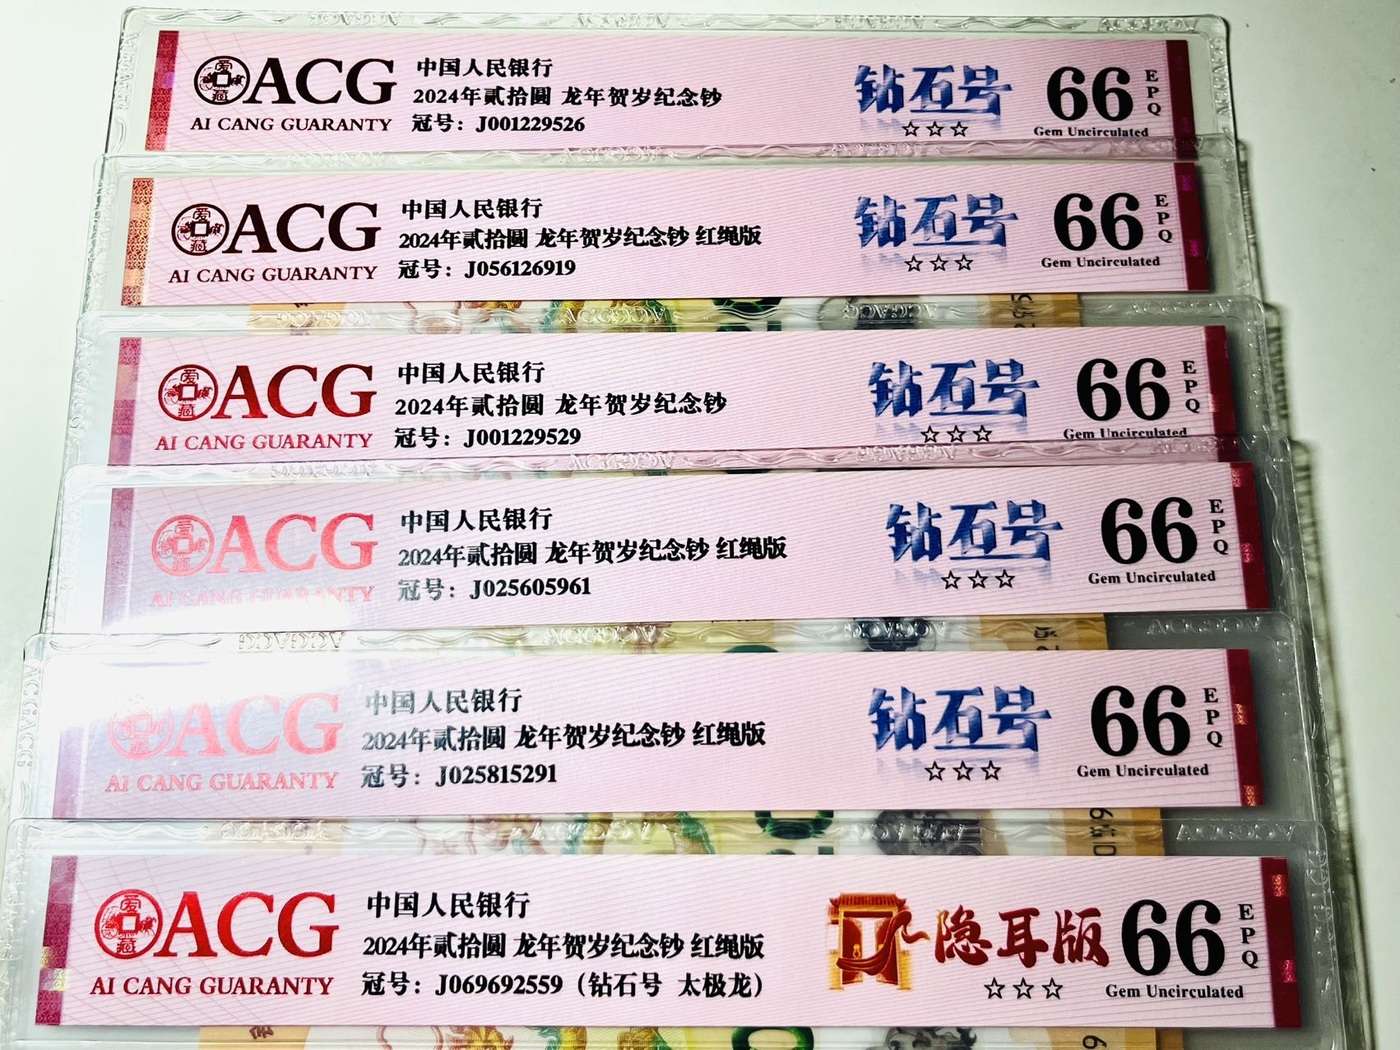 ACG
AI CANG GUARANTY
中国人民银行
2024年贰拾圆 龙年贺岁纪念钞
冠号：J001229526
钻石号
☆☆☆
66
EPQ
Gem Uncirculated
ACG
AI CANG GUARANTY
中国人民银行
2024年贰拾圆 龙年贺岁纪念钞 红绳版
冠号：J056126919
钻石号
☆☆☆
66
EPQ
Gem Uncirculated
ACG
AI CANG GUARANTY
中国人民银行
2024年贰拾圆 龙年贺岁纪念钞
冠号：J001229529
钻石号
☆☆☆
66
EPQ
Gem Uncirculated
ACG
AI CANG GUARANTY
中国人民银行
2024年贰拾圆 龙年贺岁纪念钞 红绳版
冠号：J025605961
钻石号
☆☆☆
66
EPQ
Gem Uncirculated
ACG
AI CANG GUARANTY
中国人民银行
2024年贰拾圆 龙年贺岁纪念钞 红绳版
冠号：J025815291
钻石号
☆☆☆
66
EPQ
Gem Uncirculated
爱藏
ACG
AI CANG GUARANTY
中国人民银行
2024年贰拾圆 龙年贺岁纪念钞 红绳版
冠号：J069692559（钻石号 太极龙）
隐耳版
☆☆☆
66
EPQ
Gem Uncirculated